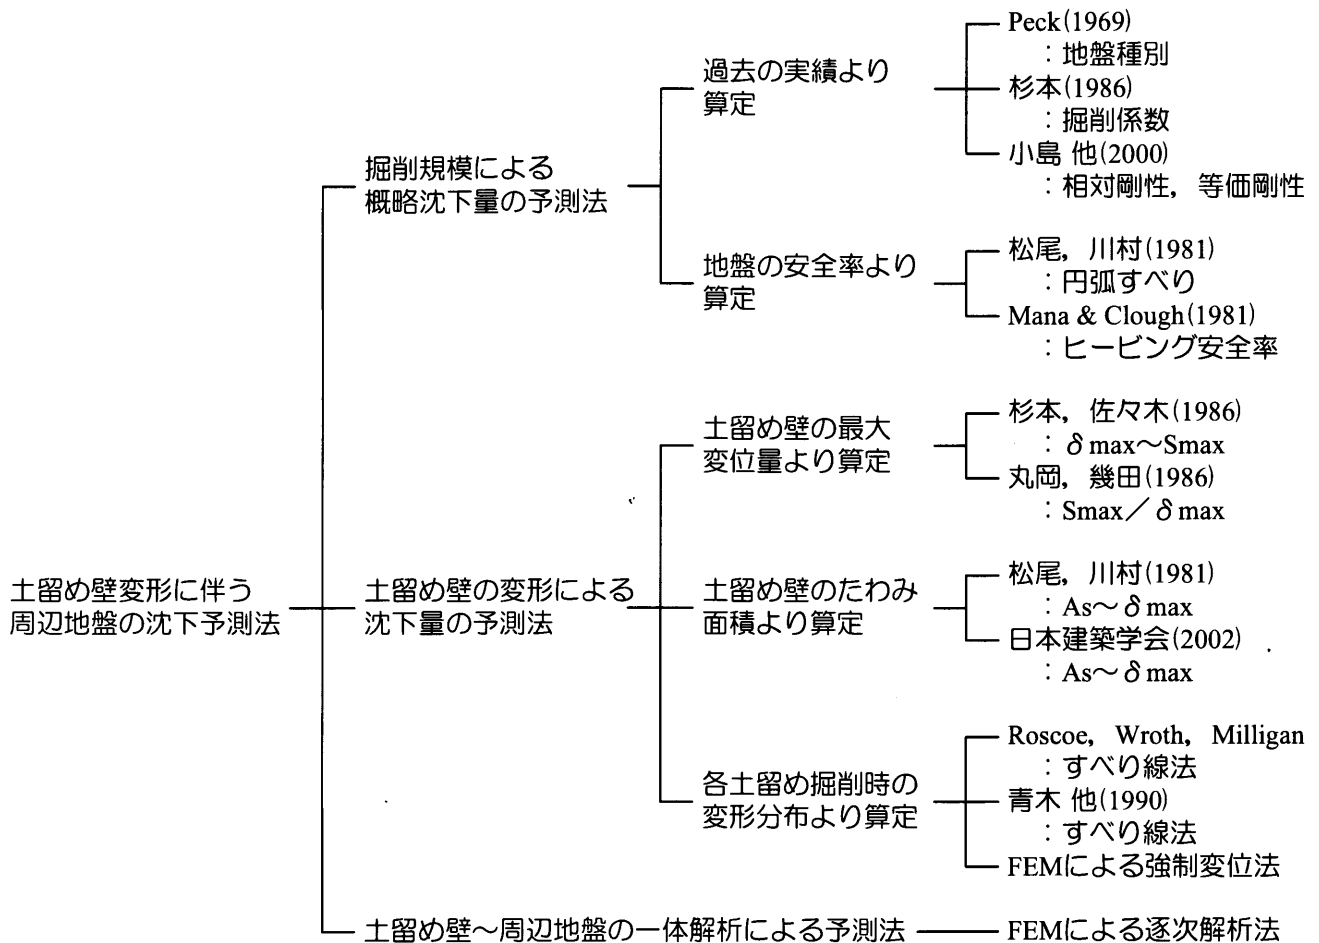 土留め壁変形に伴う
周辺地盤の沈下予測法
掘削規模による
概略沈下量の予測法
過去の実績より
算定
Peck(1969)
：地盤種別
杉本(1986)
：掘削係数
小島 他(2000)
：相対剛性，等価剛性
地盤の安全率より
算定
松尾，川村(1981)
：円弧すべり
Mana & Clough(1981)
：ヒービング安全率
土留め壁の変形による
沈下量の予測法
土留め壁の最大
変位量より算定
杉本，佐々木(1986)
：δmax～Smax
丸岡，幾田(1986)
：Smax／δmax
土留め壁のたわみ
面積より算定
松尾，川村(1981)
：As～δmax
日本建築学会(2002)
：As～δmax
各土留め掘削時の
変形分布より算定
Roscoe，Wroth，Milligan
：すべり線法
青木 他(1990)
：すべり線法
FEMによる強制変位法
土留め壁～周辺地盤の一体解析による予測法
FEMによる逐次解析法